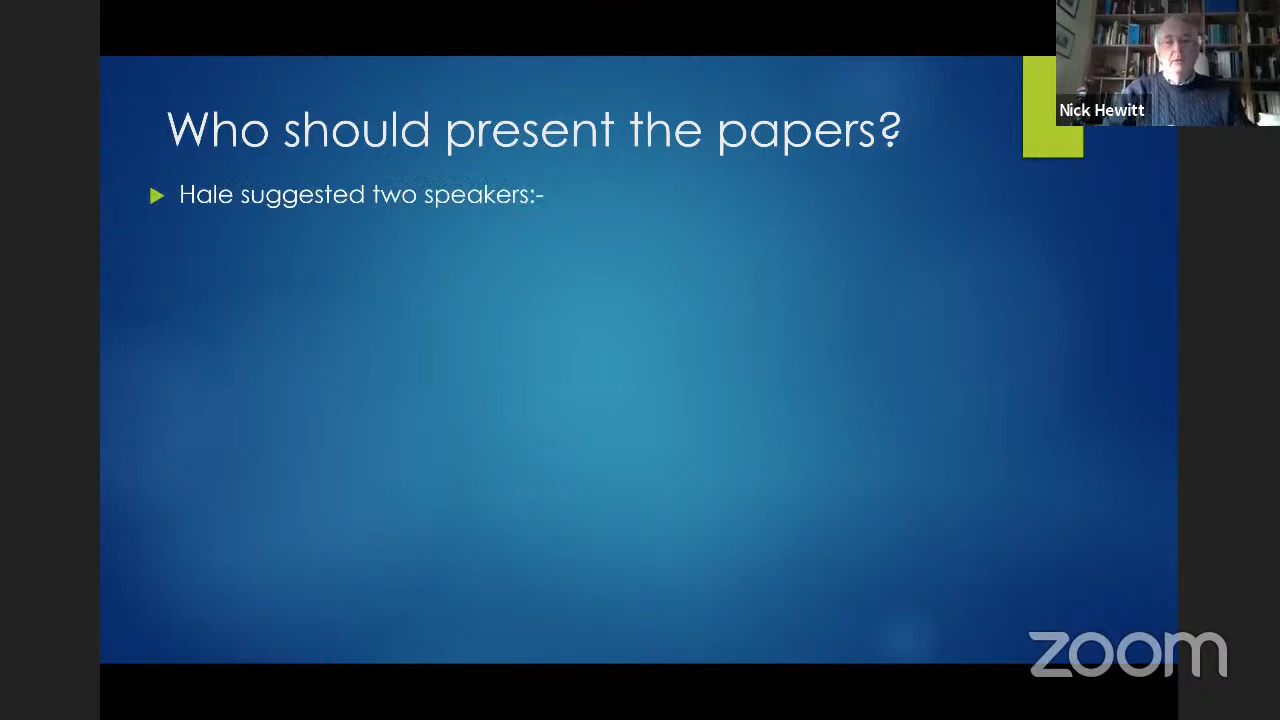 Who should present the papers?
Hale suggested two speakers:-
Nick Hewitt
zoom